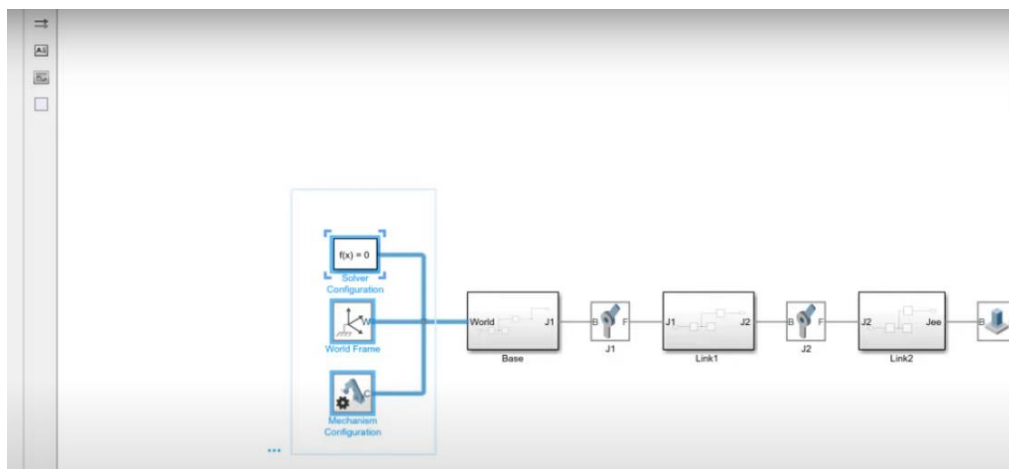 f(x) = 0
Solver
Configuration
W
World Frame
C
Mechanism
Configuration
World
J1
Base
B
F
J1
J1
J2
Link1
B
F
J2
J2
Jee
Link2
B